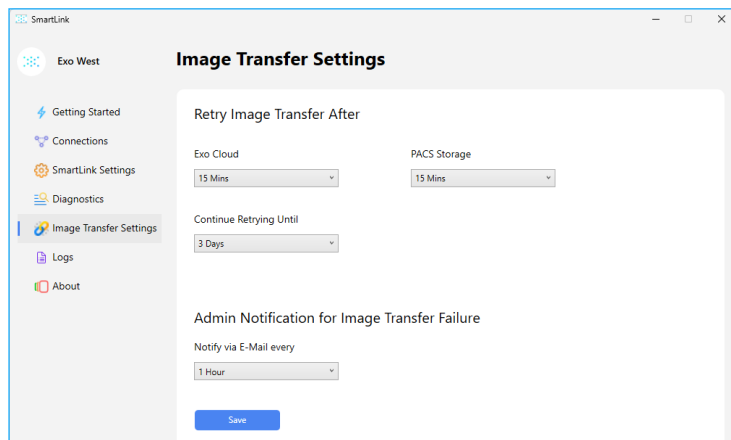 SmartLink
Exo West
Image Transfer Settings
Getting Started
Connections
SmartLink Settings
Diagnostics
Image Transfer Settings
Logs
About
Retry Image Transfer After
Exo Cloud
PACS Storage
15 Mins
15 Mins
Continue Retrying Until
3 Days
Admin Notification for Image Transfer Failure
Notify via E-Mail every
1 Hour
Save